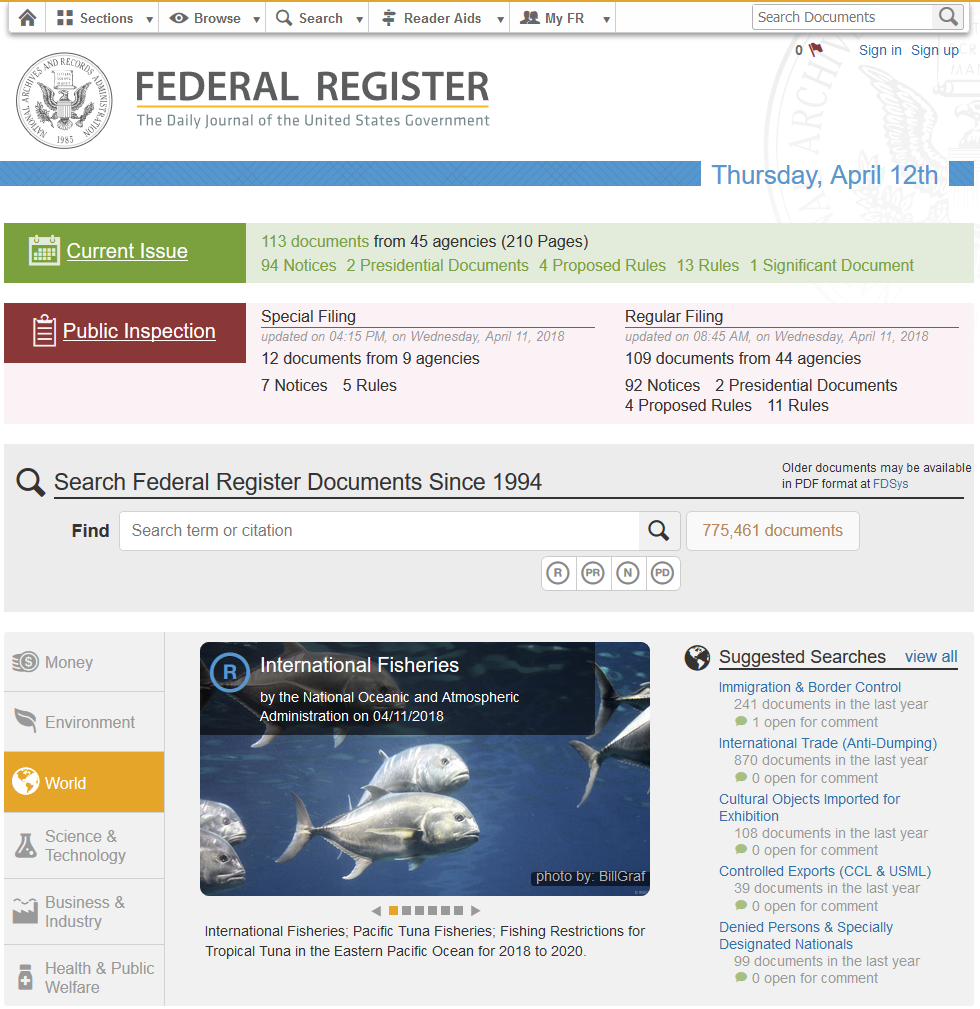 Sections Browse Search Reader Aids My FR Search Documents
0 Sign in Sign up
NATIONAL ARCHIVES AND RECORDS ADMINISTRATION
1985
FEDERAL REGISTER
The Daily Journal of the United States Government
Thursday, April 12th
Current Issue
113 documents from 45 agencies (210 Pages)
94 Notices 2 Presidential Documents 4 Proposed Rules 13 Rules 1 Significant Document
Public Inspection
Special Filing
updated on 04:15 PM, on Wednesday, April 11, 2018
12 documents from 9 agencies
7 Notices 5 Rules
Regular Filing
updated on 08:45 AM, on Wednesday, April 11, 2018
109 documents from 44 agencies
92 Notices 2 Presidential Documents
4 Proposed Rules 11 Rules
Search Federal Register Documents Since 1994
Older documents may be available
in PDF format at FDSys
Find Search term or citation 775,461 documents
R PR N PD
Money
Environment
World
Science &
Technology
Business &
Industry
Health & Public
Welfare
R International Fisheries
by the National Oceanic and Atmospheric
Administration on 04/11/2018
photo by: BillGraf
International Fisheries; Pacific Tuna Fisheries; Fishing Restrictions for
Tropical Tuna in the Eastern Pacific Ocean for 2018 to 2020.
Suggested Searches view all
Immigration & Border Control
241 documents in the last year
1 open for comment
International Trade (Anti-Dumping)
870 documents in the last year
0 open for comment
Cultural Objects Imported for
Exhibition
108 documents in the last year
0 open for comment
Controlled Exports (CCL & USML)
39 documents in the last year
0 open for comment
Denied Persons & Specially
Designated Nationals
99 documents in the last year
0 open for comment